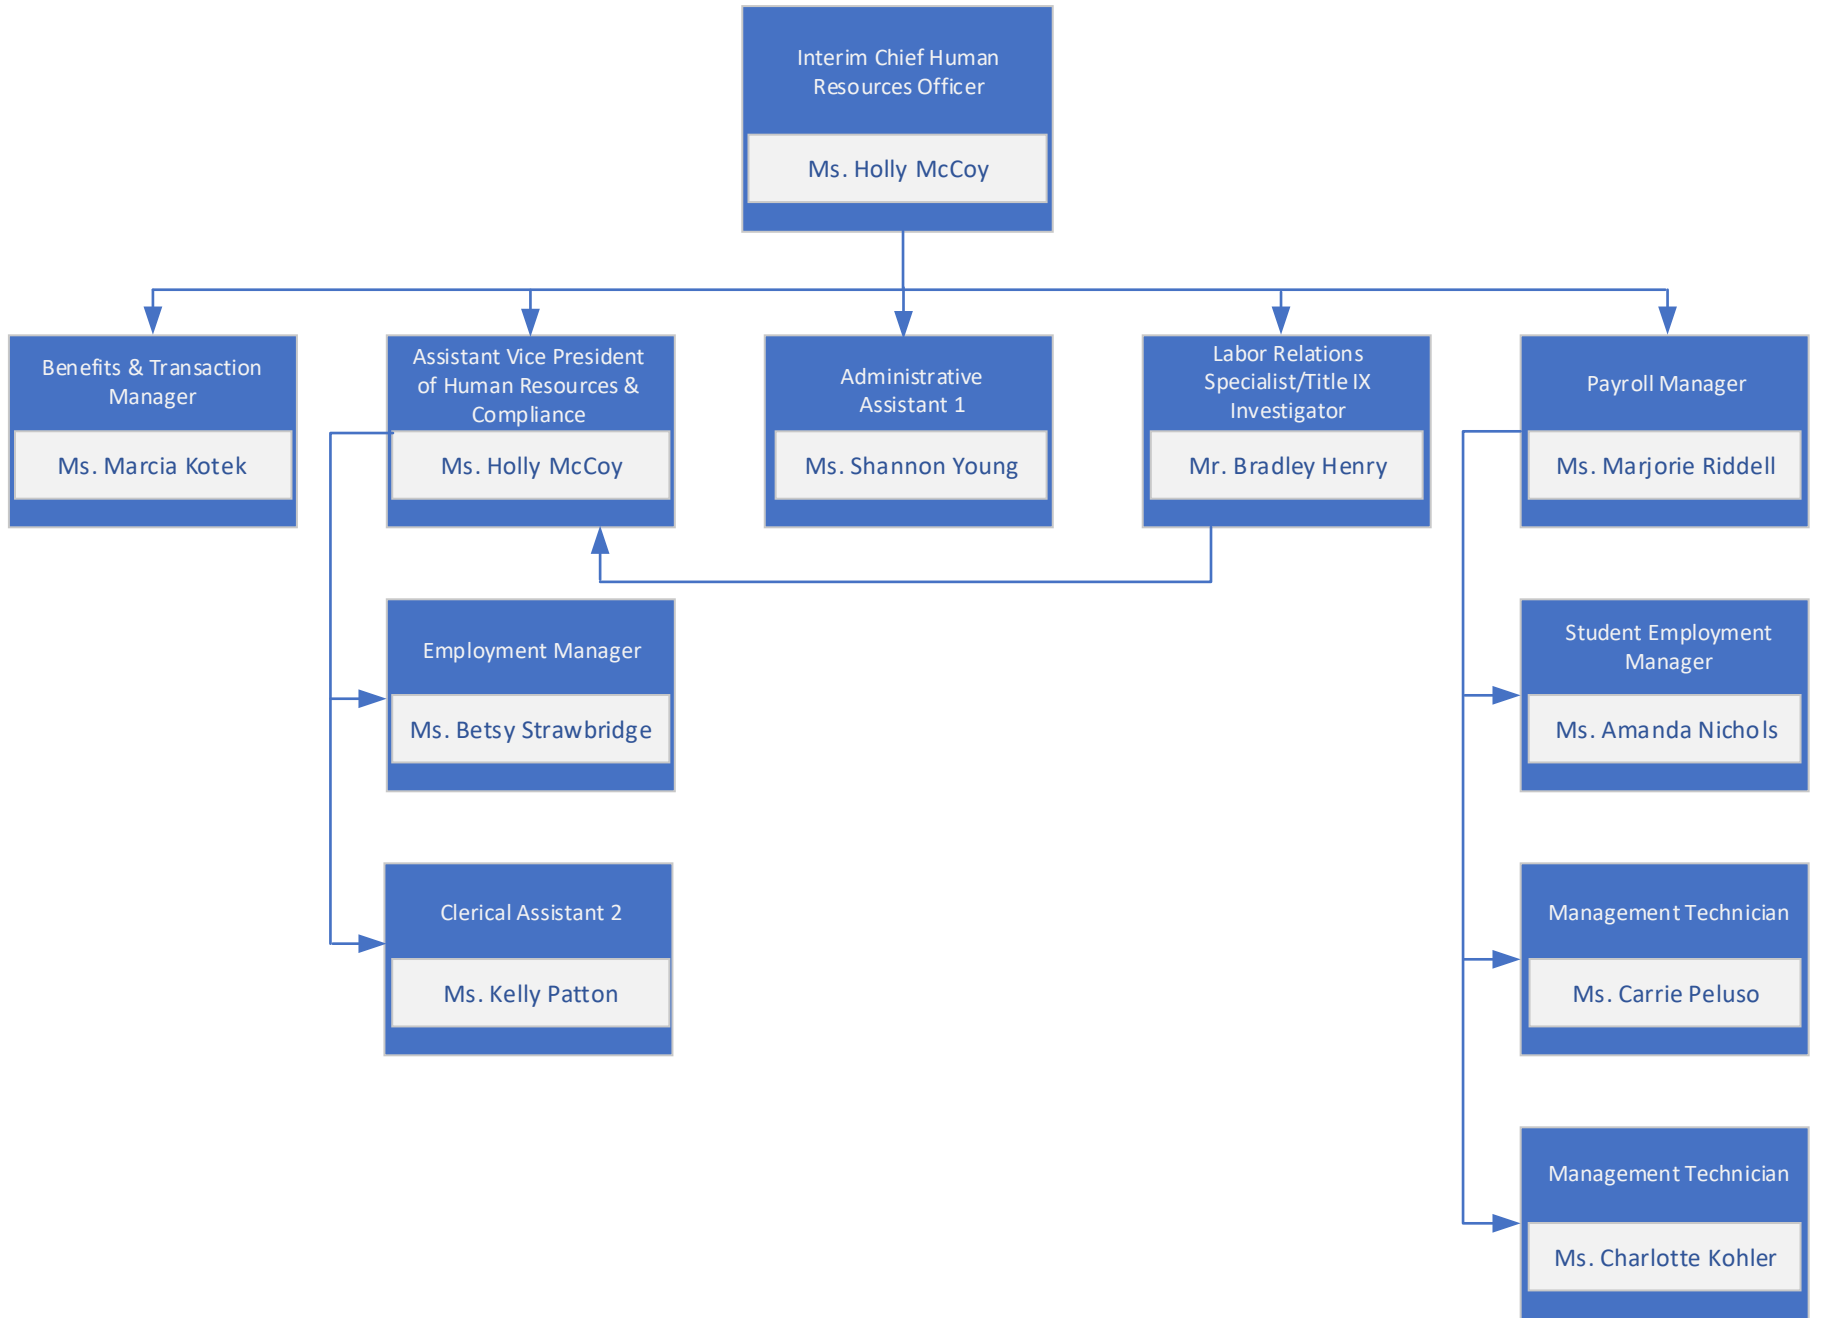 Interim Chief Human
Resources Officer
Ms. Holly McCoy
Benefits & Transaction
Manager
Ms. Marcia Kotek
Assistant Vice President
of Human Resources &
Compliance
Ms. Holly McCoy
Administrative
Assistant 1
Ms. Shannon Young
Labor Relations
Specialist/Title IX
Investigator
Mr. Bradley Henry
Payroll Manager
Ms. Marjorie Riddell
Employment Manager
Ms. Betsy Strawbridge
Student Employment
Manager
Ms. Amanda Nichols
Clerical Assistant 2
Ms. Kelly Patton
Management Technician
Ms. Carrie Peluso
Management Technician
Ms. Charlotte Kohler